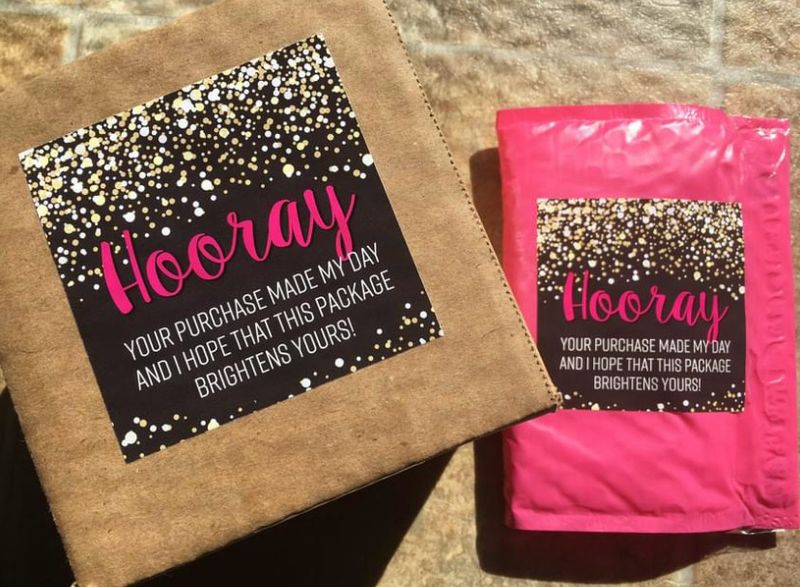 Hooray
YOUR PURCHASE MADE MY DAY
AND I HOPE THAT THIS PACKAGE
BRIGHTENS YOURS!
Hooray
YOUR PURCHASE MADE MY DAY
AND I HOPE THAT THIS PACKAGE
BRIGHTENS YOURS!